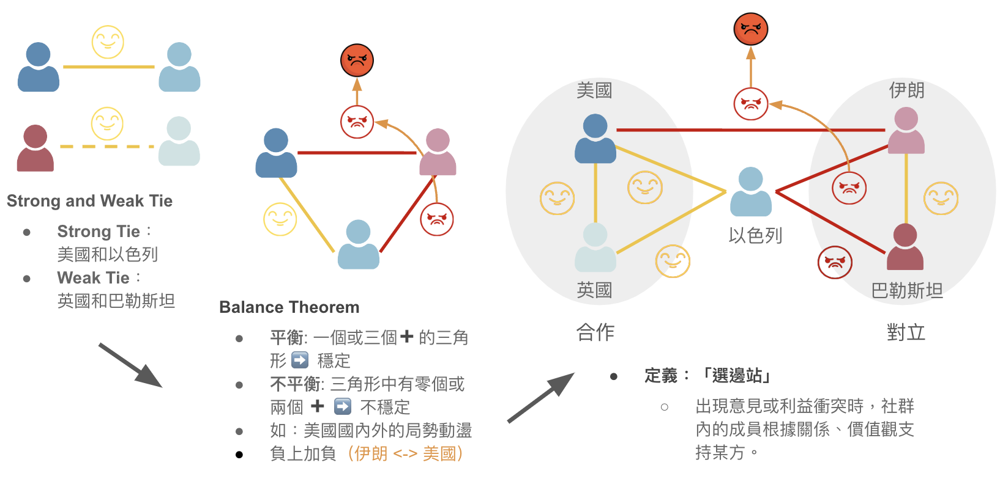 Strong and Weak Tie
● Strong Tie：
美國和以色列
● Weak Tie：
英國和巴勒斯坦
Balance Theorem
● 平衡: 一個或三個 ➕ 的三角
形 ➡️ 穩定
● 不平衡: 三角形中有零個或
兩個 ➕ ➡️ 不穩定
● 如：美國國內外的局勢動盪
● 負上加負（伊朗 <-> 美國）
美國
伊朗
以色列
英國
巴勒斯坦
合作
對立
● 定義：「選邊站」
○ 出現意見或利益衝突時，社群
內的成員根據關係、價值觀支
持某方。